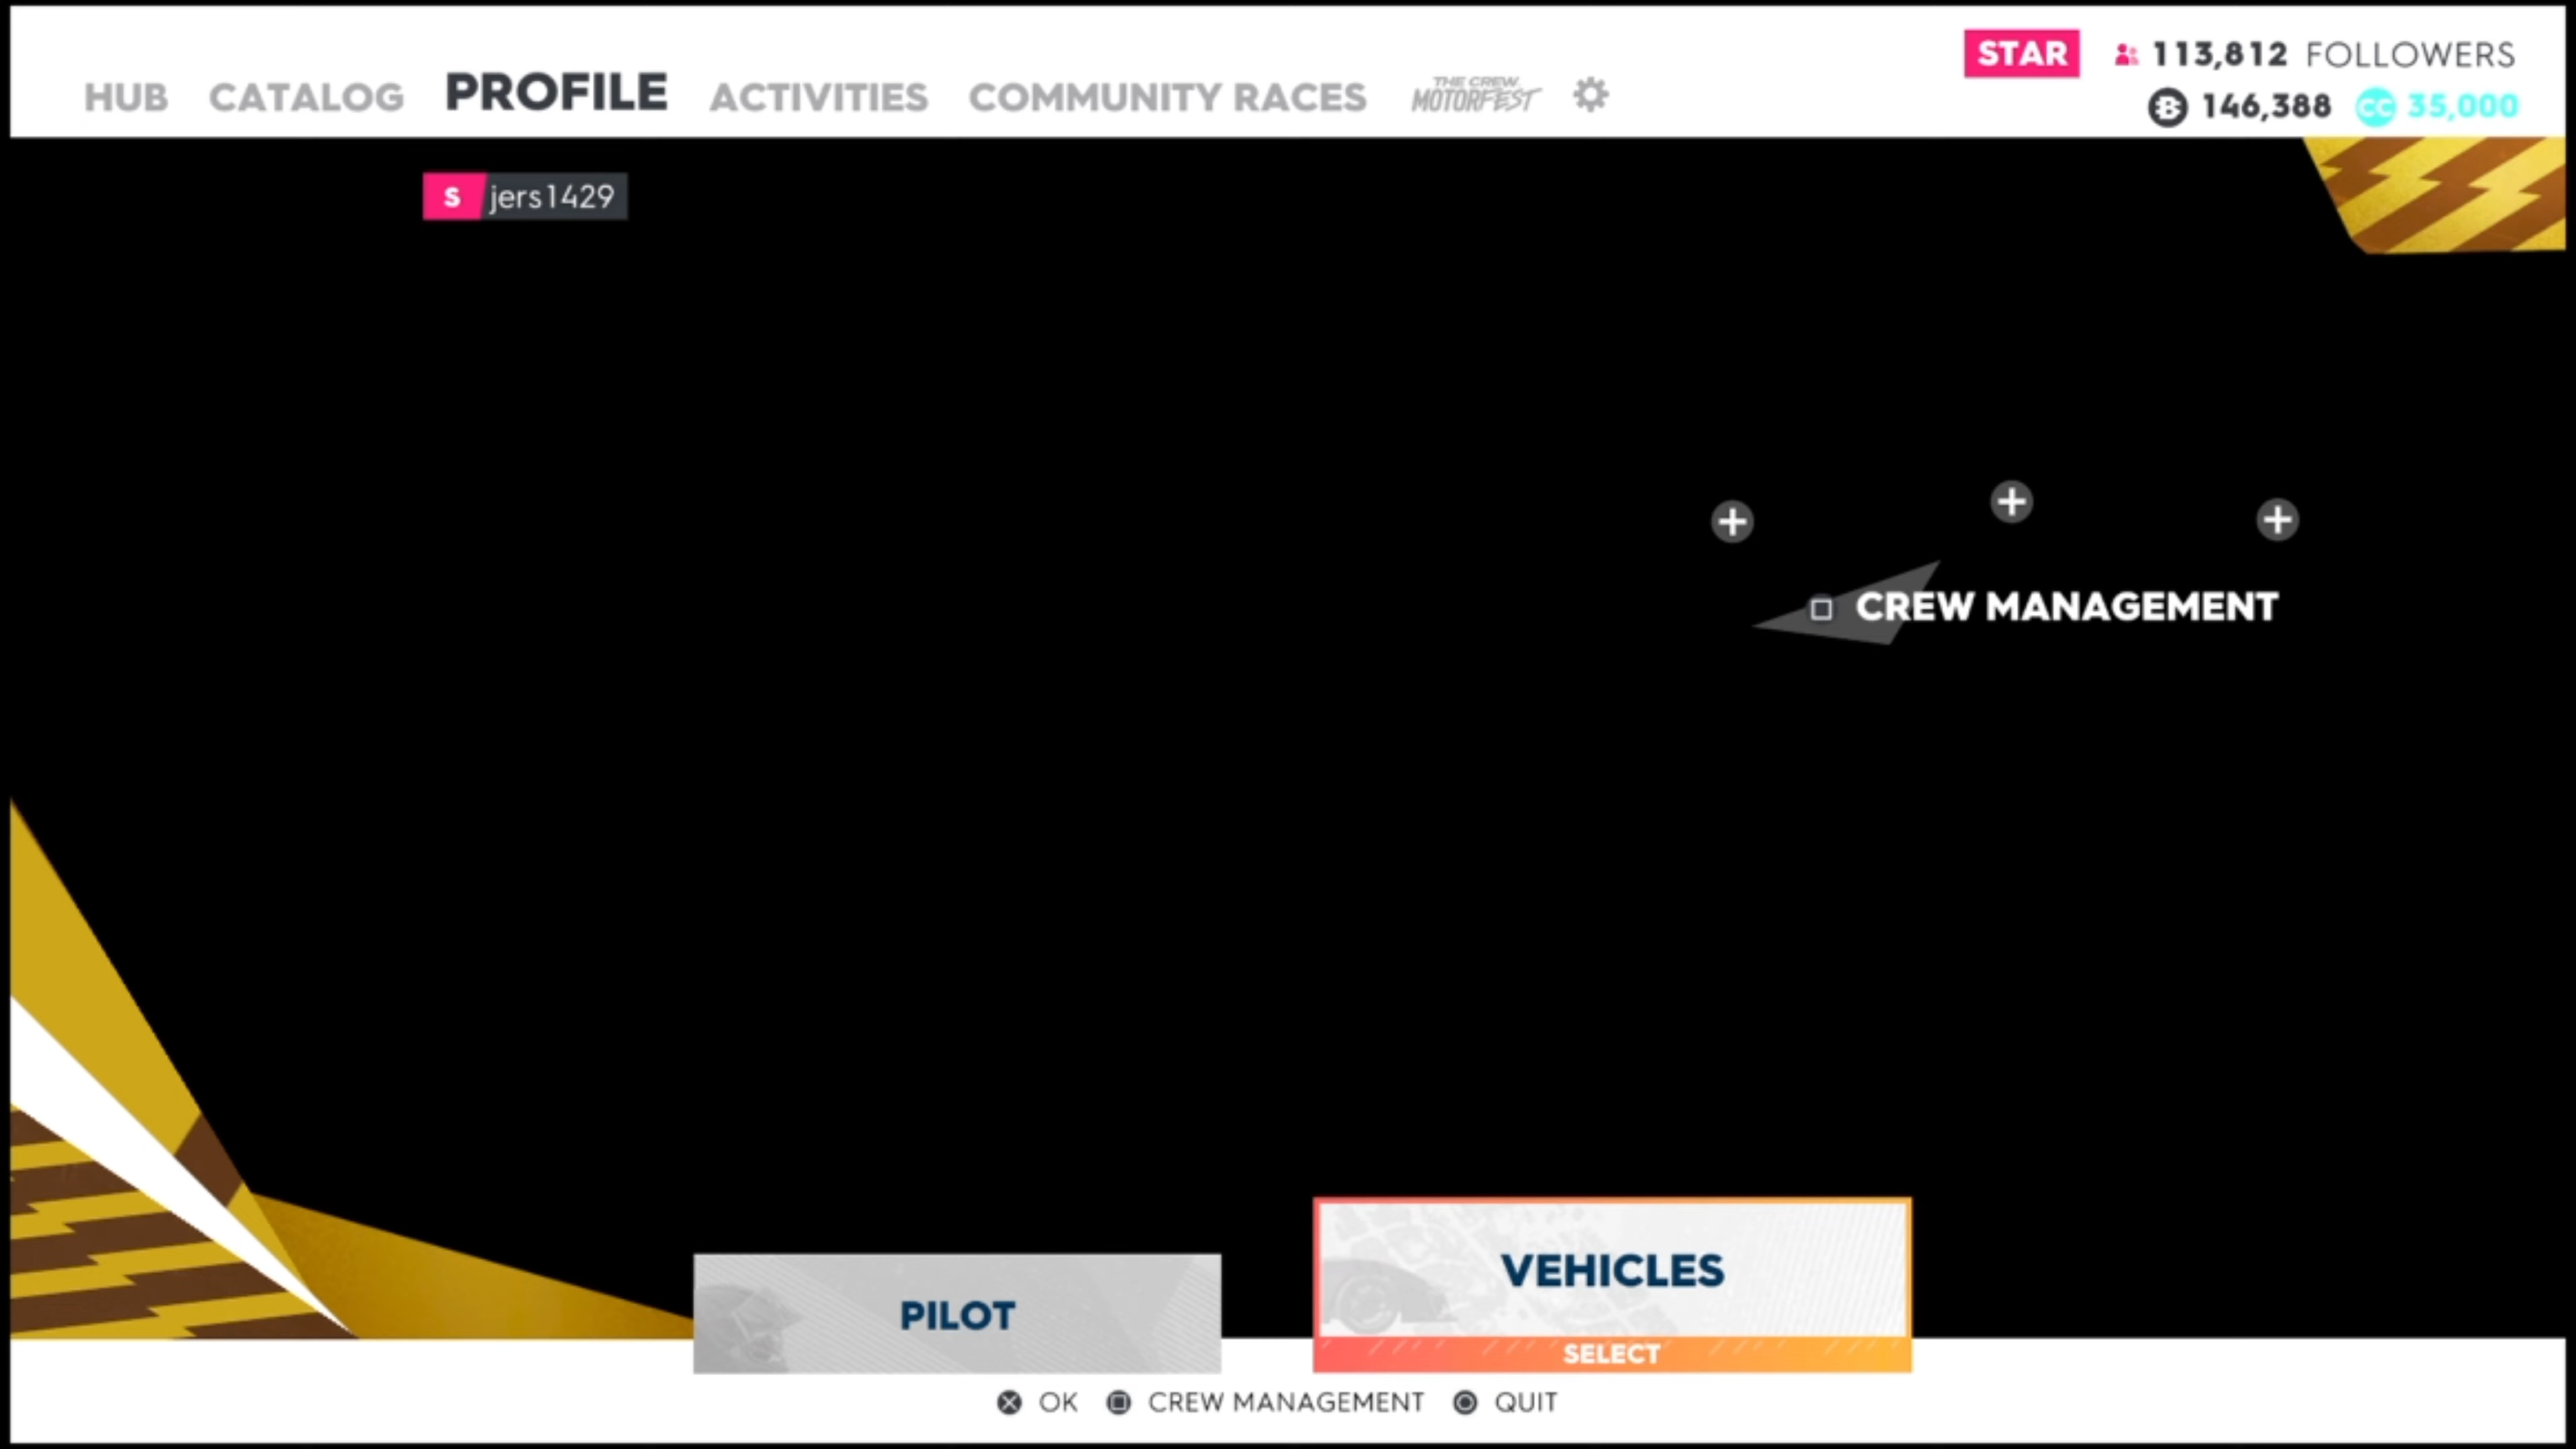 STAR 113,812 FOLLOWERS
HUB CATALOG PROFILE ACTIVITIES COMMUNITY RACES THE CREW MOTORFEST
B 146,388 CC 35,000
S jers1429
CREW MANAGEMENT
VEHICLES
PILOT
SELECT
OK CREW MANAGEMENT QUIT